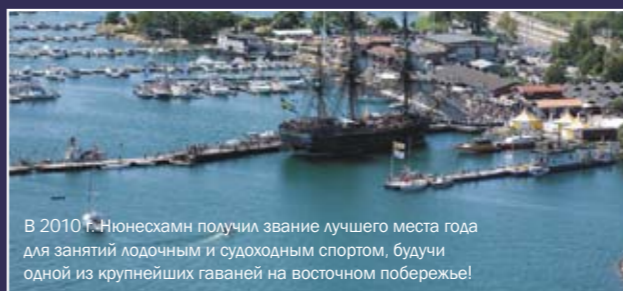 В 2010 г. Нюнесхамн получил звание лучшего места года
для занятий лодочным и судоходным спортом, будучи
одной из крупнейших гаваней на восточном побережье!